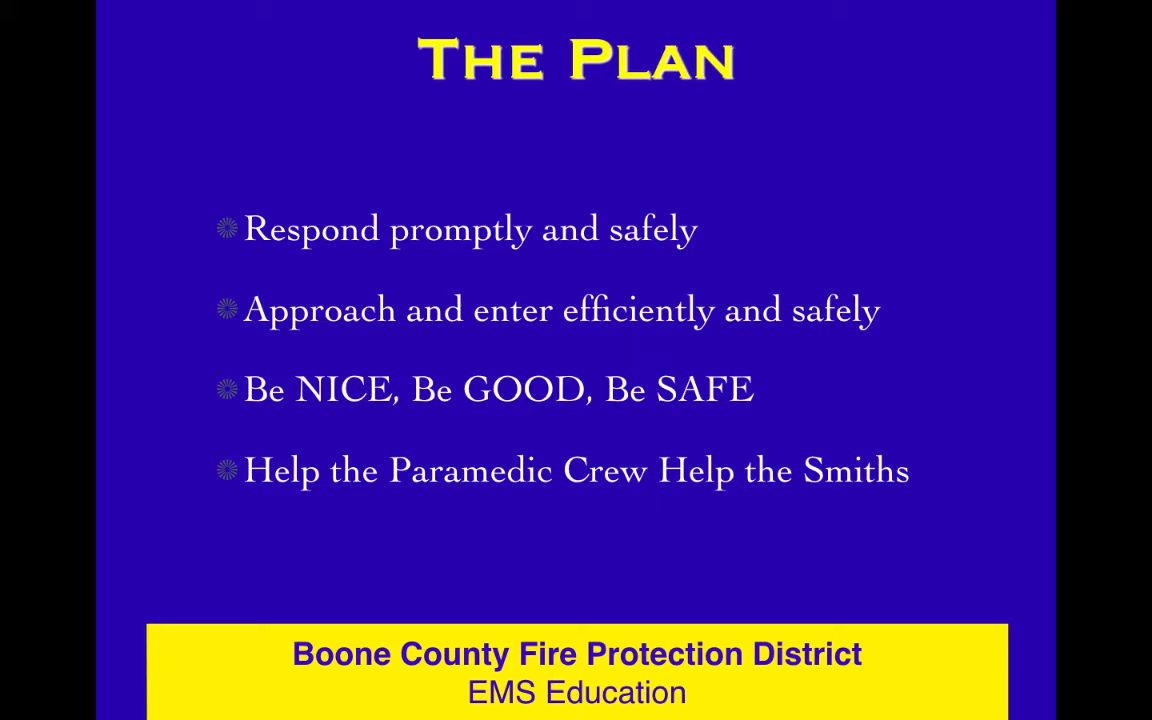 The Plan
Respond promptly and safely
Approach and enter efficiently and safely
Be NICE, Be GOOD, Be SAFE
Help the Paramedic Crew Help the Smiths
Boone County Fire Protection District
EMS Education